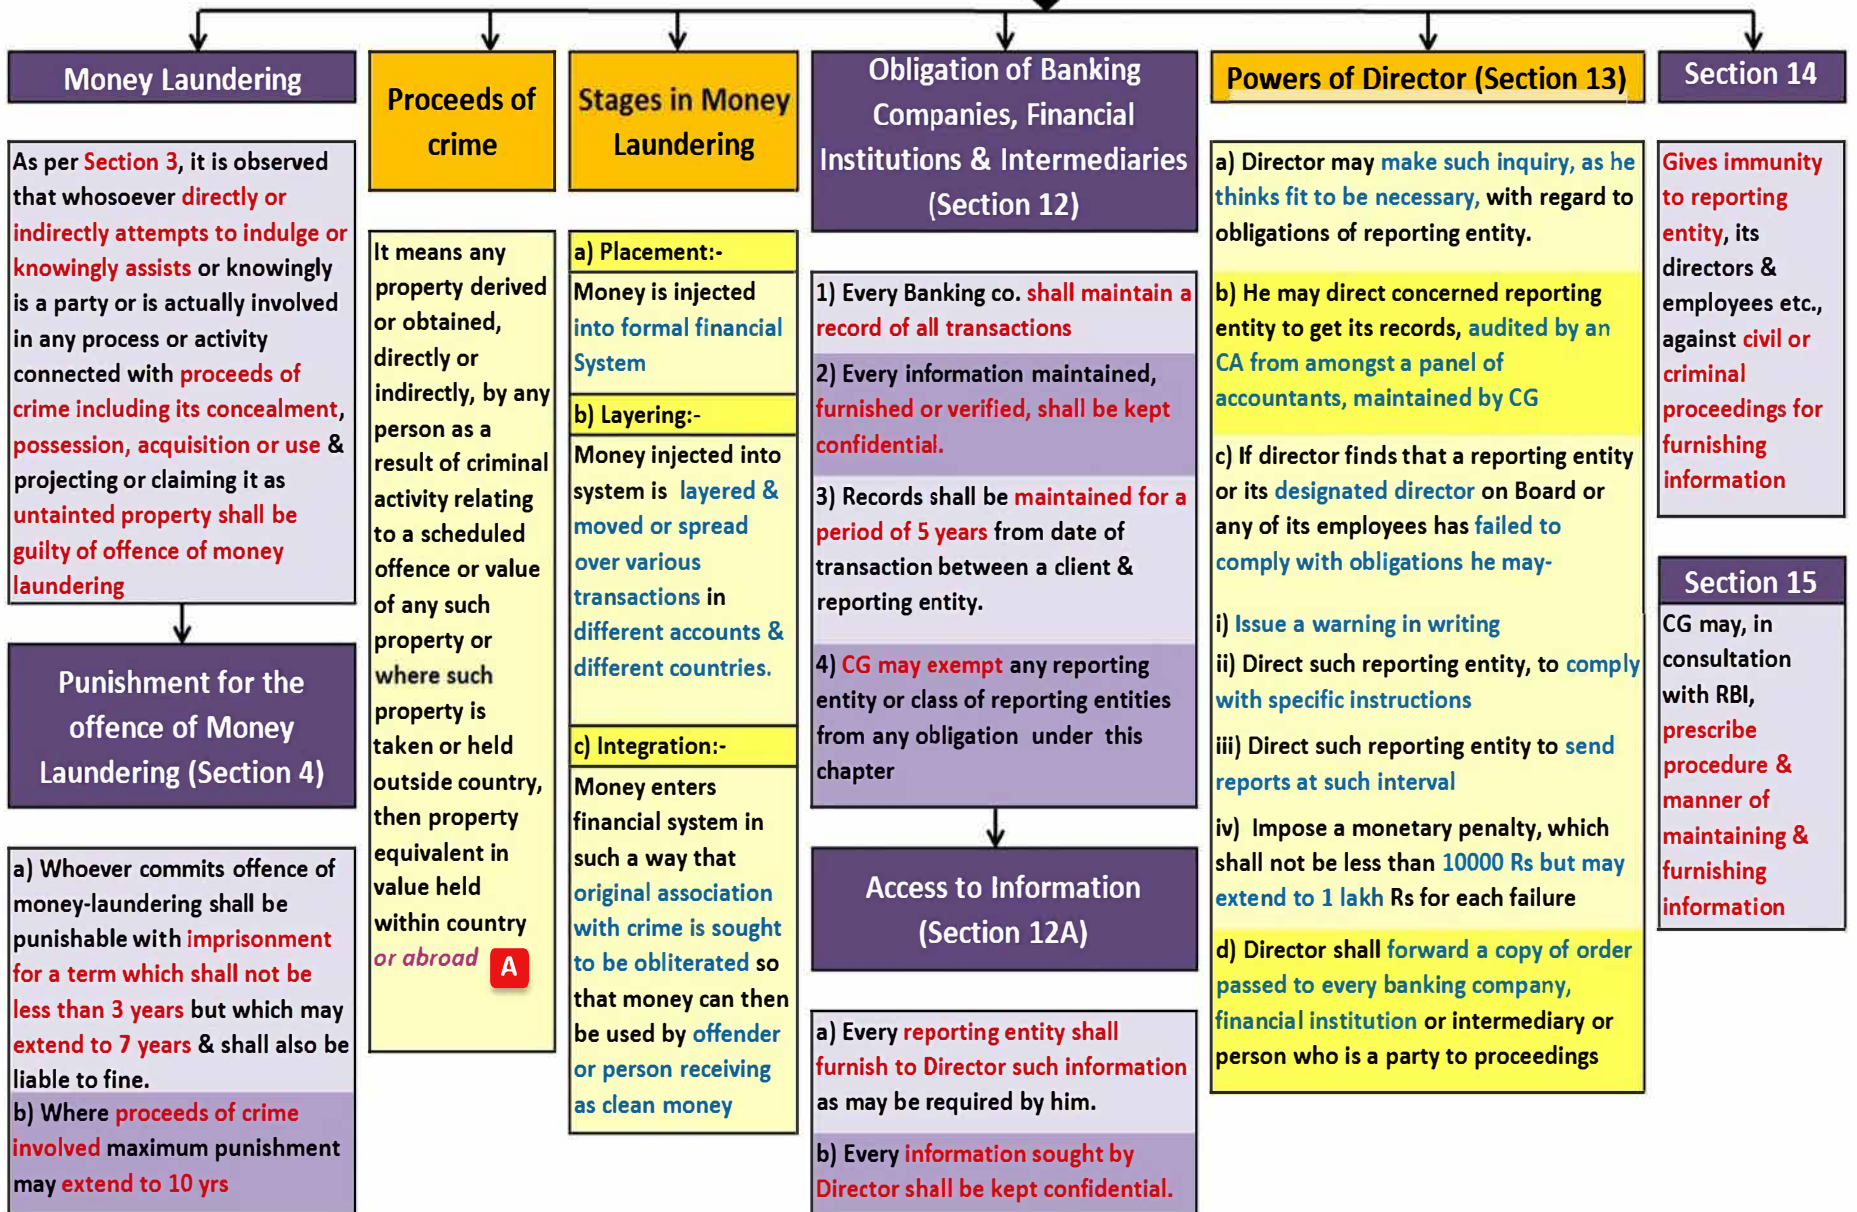 Money Laundering
As per Section 3, it is observed
that whosoever directly or
indirectly attempts to indulge or
knowingly assists or knowingly
is a party or is actually involved
in any process or activity
connected with proceeds of
crime including its concealment,
possession, acquisition or use &
projecting or claiming it as
untainted property shall be
guilty of offence of money
laundering
Punishment for the
offence of Money
Laundering (Section 4)
a) Whoever commits offence of
money-laundering shall be
punishable with imprisonment
for a term which shall not be
less than 3 years but which may
extend to 7 years & shall also be
liable to fine.
b) Where proceeds of crime
involved maximum punishment
may extend to 10 yrs
Proceeds of
crime
It means any
property derived
or obtained,
directly or
indirectly, by any
person as a
result of criminal
activity relating
to a scheduled
offence or value
of any such
property or
where such
property is
taken or held
outside country,
then property
equivalent in
value held
within country
or abroad A
Stages in Money
Laundering
a) Placement:-
Money is injected
into formal financial
System
b) Layering:-
Money injected into
system is layered &
moved or spread
over various
transactions in
different accounts &
different countries.
c) Integration:-
Money enters
financial system in
such a way that
original association
with crime is sought
to be obliterated so
that money can then
be used by offender
or person receiving
as clean money
Obligation of Banking
Companies, Financial
Institutions & Intermediaries
(Section 12)
1) Every Banking co. shall maintain a
record of all transactions
2) Every information maintained,
furnished or verified, shall be kept
confidential.
3) Records shall be maintained for a
period of 5 years from date of
transaction between a client &
reporting entity.
4) CG may exempt any reporting
entity or class of reporting entities
from any obligation under this
chapter
Access to Information
(Section 12A)
a) Every reporting entity shall
furnish to Director such information
as may be required by him.
b) Every information sought by
Director shall be kept confidential.
Powers of Director (Section 13)
a) Director may make such inquiry, as he
thinks fit to be necessary, with regard to
obligations of reporting entity.
b) He may direct concerned reporting
entity to get its records, audited by an
CA from amongst a panel of
accountants, maintained by CG
c) If director finds that a reporting entity
or its designated director on Board or
any of its employees has failed to
comply with obligations he may-
i) Issue a warning in writing
ii) Direct such reporting entity, to comply
with specific instructions
iii) Direct such reporting entity to send
reports at such interval
iv) Impose a monetary penalty, which
shall not be less than 10000 Rs but may
extend to 1 lakh Rs for each failure
d) Director shall forward a copy of order
passed to every banking company,
financial institution or intermediary or
person who is a party to proceedings
Section 14
Gives immunity
to reporting
entity, its
directors &
employees etc.,
against civil or
criminal
proceedings for
furnishing
information
Section 15
CG may, in
consultation
with RBI,
prescribe
procedure &
manner of
maintaining &
furnishing
information